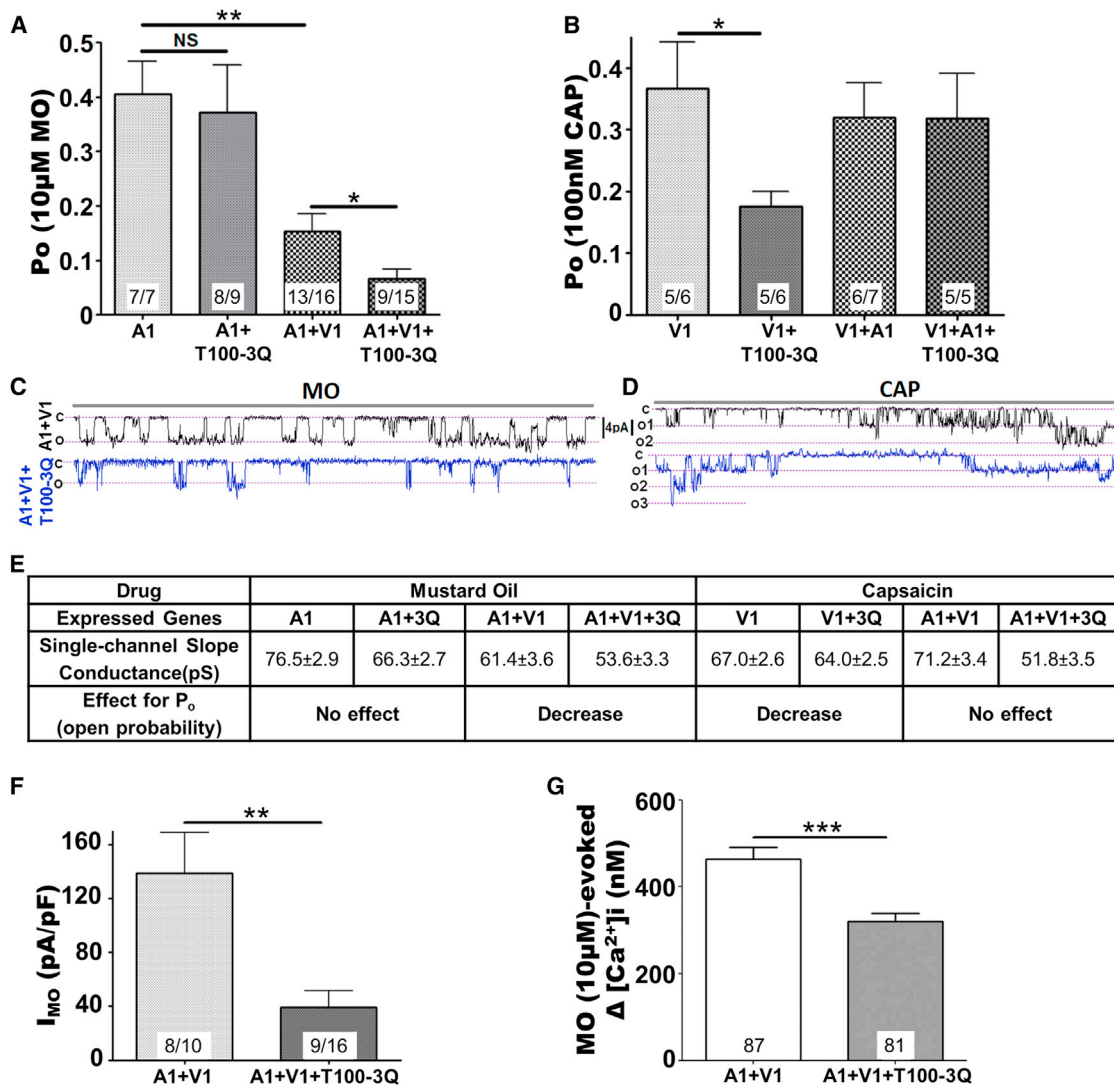 A
Po (10μM MO)
0.5
0.4
0.3
0.2
0.1
0
**
NS
*
7/7
8/9
13/16
9/15
A1
A1+
T100-3Q
A1+V1
A1+V1+
T100-3Q
B
Po (100nM CAP)
0.4
0.3
0.2
0.1
0
*
5/6
5/6
6/7
5/5
V1
V1+
T100-3Q
V1+A1
V1+A1+
T100-3Q
C
MO
A1+V1
c
o
A1+V1+
T100-3Q
c
o
4pA
D
CAP
c
o1
o2
c
o1
o2
o3
E
Drug Mustard Oil Capsaicin
Expressed Genes A1 A1+3Q A1+V1 A1+V1+3Q V1 V1+3Q A1+V1 A1+V1+3Q
Single-channel Slope
Conductance(pS) 76.5±2.9 66.3±2.7 61.4±3.6 53.6±3.3 67.0±2.6 64.0±2.5 71.2±3.4 51.8±3.5
Effect for Po
(open probability) No effect Decrease Decrease No effect
F
IMO (pA/pF)
160
120
80
40
0
**
8/10
9/16
A1+V1
A1+V1+T100-3Q
G
MO (10μM)-evoked
Δ [Ca²⁺]i (nM)
600
400
200
0
***
87
81
A1+V1
A1+V1+T100-3Q